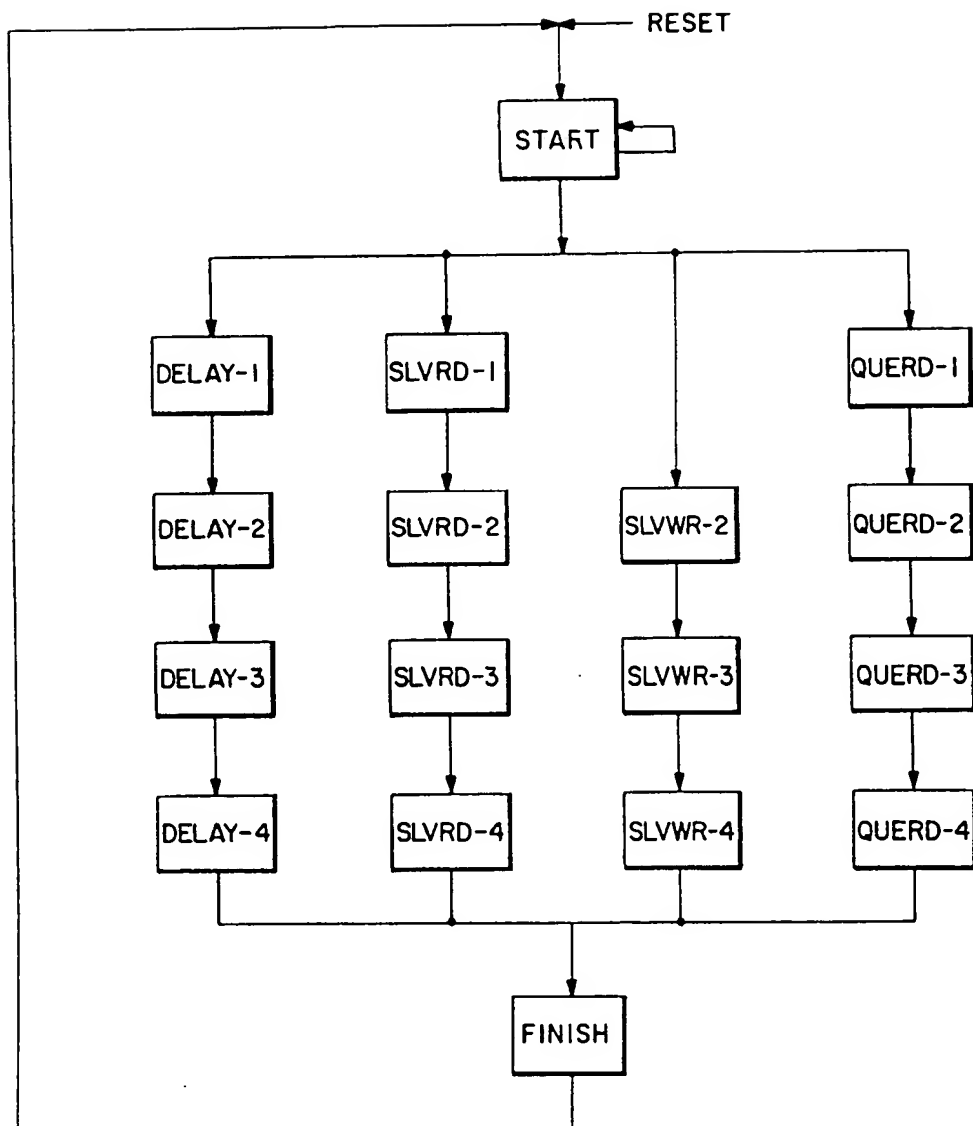 RESET
START
DELAY-1
SLVRD-1
QUERD-1
DELAY-2
SLVRD-2
SLVWR-2
QUERD-2
DELAY-3
SLVRD-3
SLVWR-3
QUERD-3
DELAY-4
SLVRD-4
SLVWR-4
QUERD-4
FINISH